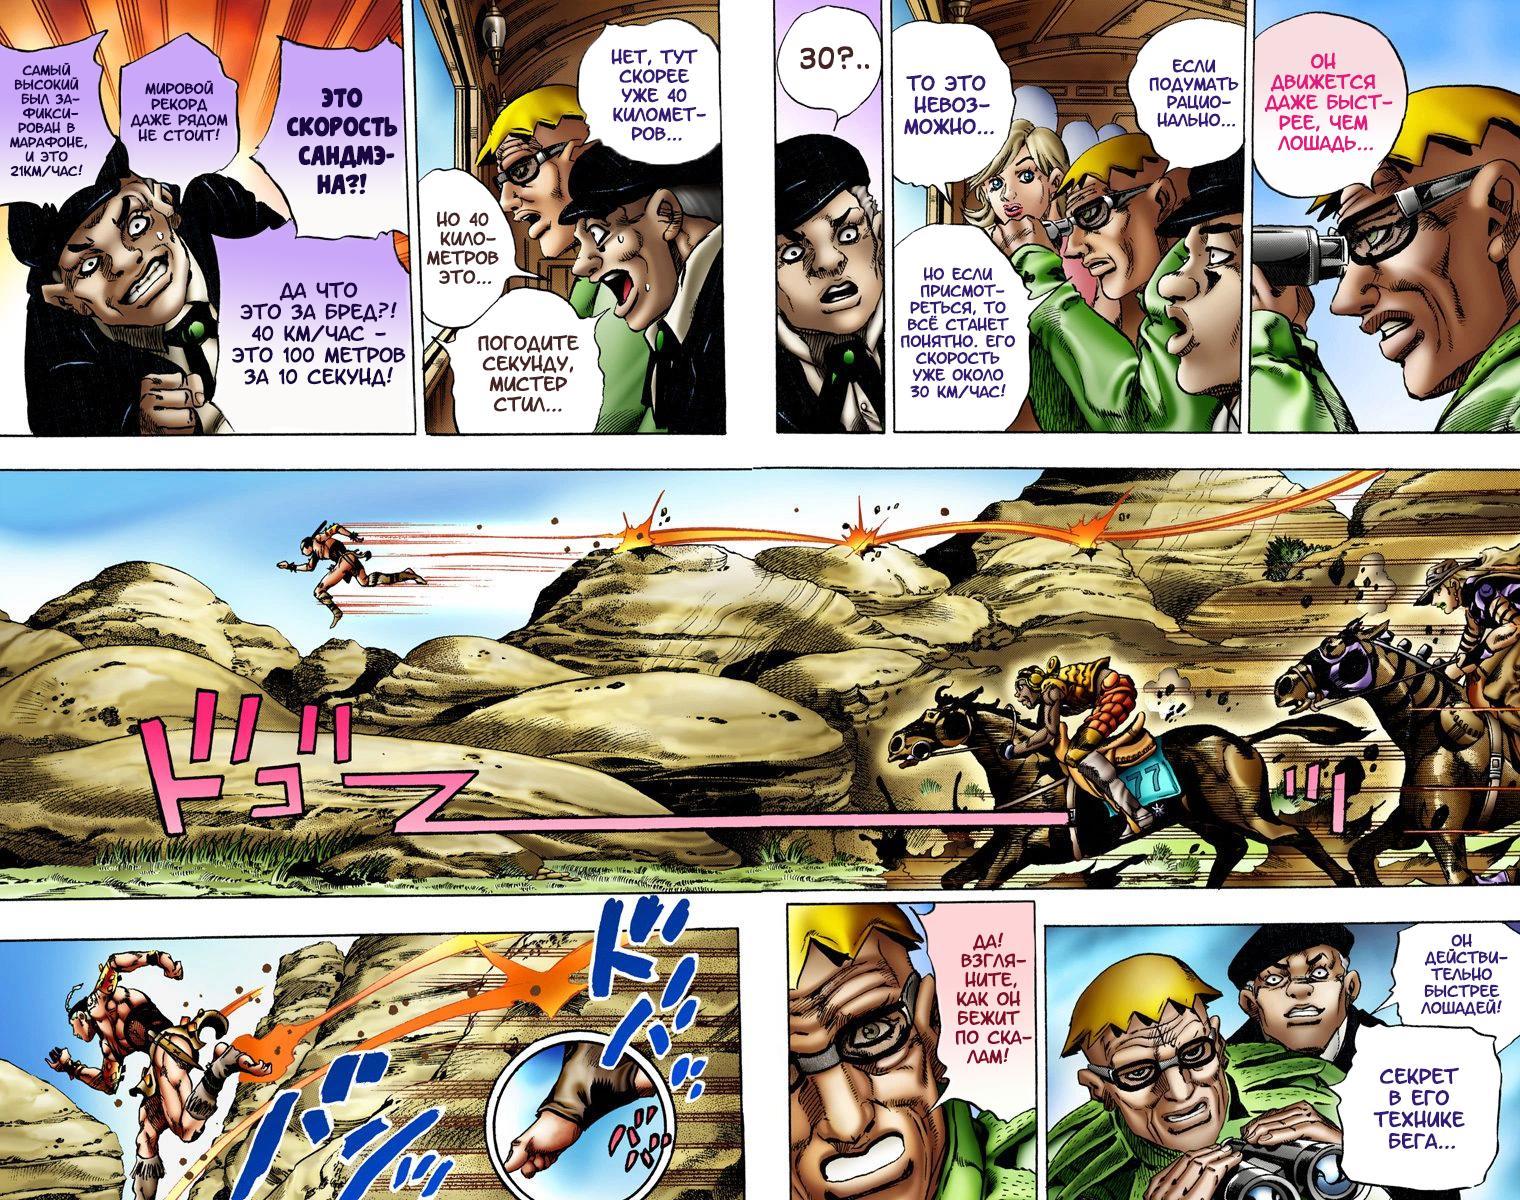 ОН
ДВИЖЕТСЯ
ДАЖЕ БЫСТ-
РЕЕ, ЧЕМ
ЛОШАДЬ...
ЕСЛИ
ПОДУМАТЬ
РАЦИО-
НАЛЬНО...
ТО ЭТО
НЕВОЗ-
МОЖНО...
НО ЕСЛИ
ПРИСМОТ-
РЕТЬСЯ, ТО
ВСЁ СТАНЕТ
ПОНЯТНО. ЕГО
СКОРОСТЬ
УЖЕ ОКОЛО
30 КМ/ЧАС!
30?..
НЕТ, ТУТ
СКОРЕЕ
УЖЕ 40
КИЛОМЕТ-
РОВ...
НО 40
КИЛО-
МЕТРОВ
ЭТО...
ПОГОДИТЕ
СЕКУНДУ,
МИСТЕР
СТИЛ...
ЭТО
СКОРОСТЬ
САНДМЭ-
НА?!
ДА ЧТО
ЭТО ЗА БРЕД?!
40 КМ/ЧАС –
ЭТО 100 МЕТРОВ
ЗА 10 СЕКУНД!
МИРОВОЙ
РЕКОРД
ДАЖЕ РЯДОМ
НЕ СТОИТ!
САМЫЙ
ВЫСОКИЙ
БЫЛ ЗА-
ФИКСИ-
РОВАН В
МАРАФОНЕ,
И ЭТО
21КМ/ЧАС!
77
ドゴゴ
ОН
ДЕЙСТВИ-
ТЕЛЬНО
БЫСТРЕЕ
ЛОШАДЕЙ!
СЕКРЕТ
В ЕГО
ТЕХНИКЕ
БЕГА...
ДА!
ВЗГЛЯ-
НИТЕ,
КАК ОН
БЕЖИТ
ПО СКА-
ЛАМ!
ドババ
バッ